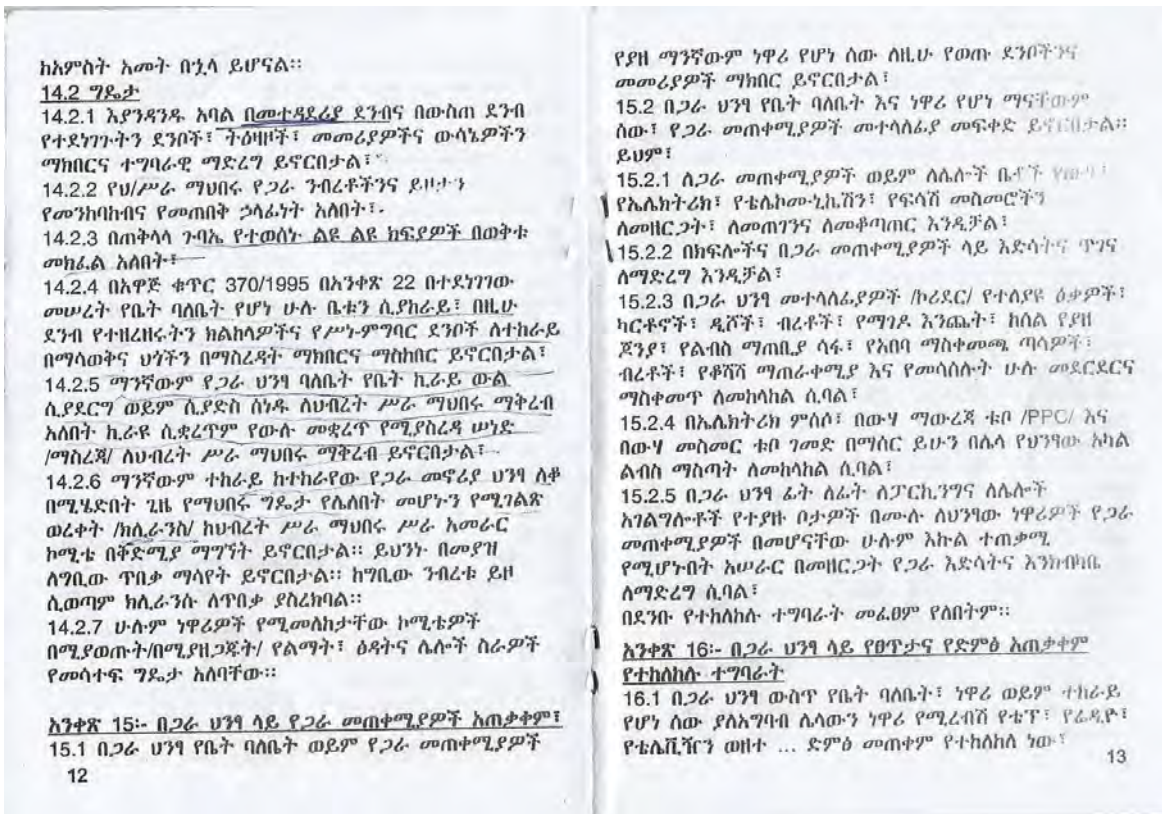 ከአምስት አመት በኋላ ይሆናል፡፡
14.2 ግዴታ
14.2.1 እያንዳንዱ አባል በመተዳደሪያ ደንብና በውስጠ ደንብ
የተደነገጉትን ደንቦች፣ ትዕዛዞች፣ መመሪያዎችና ውሳኔዎችን
ማክበርና ተግባራዊ ማድረግ ይኖርበታል፣
14.2.2 የህ/ሥራ ማህበሩ የጋራ ንብረቶችንና ይዞታን
የመንከባከብና የመጠበቅ ኃላፊነት አለበት፣
14.2.3 በጠቅላላ ጉባኤ የተወሰኑ ልዩ ልዩ ክፍያዎች በወቅቱ
መክፈል አለበት፣
14.2.4 በአዋጅ ቁጥር 370/1995 በአንቀጽ 22 በተደነገገው
መሠረት የቤት ባለቤት የሆነ ሁሉ ቤቱን ሲያከራይ፣ በዚሁ
ደንብ የተዘረዘሩትን ክልከላዎችና የሥነ-ምግባር ደንቦች ለተከራይ
በማሳወቅና ህጎችን በማስረዳት ማክበርና ማስከበር ይኖርበታል፣
14.2.5 ማንኛውም የጋራ ህንፃ ባለቤት የቤት ኪራይ ውል
ሲያደርግ ወይም ሲያድስ ሰነዱ ለህብረት ሥራ ማህበሩ ማቅረብ
አለበት ኪራዩ ሲቋረጥም የውሉ መቋረጥ የሚያስረዳ ሠነድ
/ማስረጃ/ ለህብረት ሥራ ማህበሩ ማቅረብ ይኖርበታል፣
14.2.6 ማንኛውም ተከራይ ከተከራየው የጋራ መኖሪያ ህንፃ ለቆ
በሚሄድበት ጊዜ የማህበሩ ግዴታ የሌለበት መሆኑን የሚገልጽ
ወረቀት /ክሊራንስ/ ከህብረት ሥራ ማህበሩ ሥራ አመራር
ኮሚቴ በቅድሚያ ማግኘት ይኖርበታል፡፡ ይህንኑ በመያዝ
ለግቢው ጥበቃ ማሳየት ይኖርበታል፡፡ ከግቢው ንብረቱ ይዞ
ሲወጣም ክሊራንሱ ለጥበቃ ያስረክባል፡፡
14.2.7 ሁሉም ነዋሪዎች የሚመለከታቸው ኮሚቴዎች
በሚያወጡት/በሚያዘጋጁት/ የልማት፣ ፅዳትና ሌሎች ስራዎች
የመሳተፍ ግዴታ አለባቸው፡፡
አንቀጽ 15፡- በጋራ ህንፃ ላይ የጋራ መጠቀሚያዎች አጠቃቀም፣
15.1 በጋራ ህንፃ የቤት ባለቤት ወይም የጋራ መጠቀሚያዎች
12
የያዘ ማንኛውም ነዋሪ የሆነ ሰው ለዚሁ የወጡ ደንቦችንና
መመሪያዎች ማክበር ይኖርበታል፣
15.2 በጋራ ህንፃ የቤት ባለቤት እና ነዋሪ የሆነ ማናቸውም
ሰው፣ የጋራ መጠቀሚያዎች መተላለፊያ መፍቀድ ይኖርበታል፡፡
ይህም፣
15.2.1 ለጋራ መጠቀሚያዎች ወይም ለሌሎች ቤቶች
የኤሌክትሪክ፣ የቴሌኮሙኒኬሽን፣ የፍሳሽ መስመሮችን
ለመዘርጋት፣ ለመጠገንና ለመቆጣጠር እንዲቻል፣
15.2.2 በክፍሎችና በጋራ መጠቀሚያዎች ላይ እድሳትና ጥገና
ለማድረግ እንዲቻል፣
15.2.3 በጋራ ህንፃ መተላለፊያዎች /ኮሪደር/ የተለያዩ ዕቃዎች፣
ካርቶኖች፣ ዲሾች፣ ብረቶች፣ የማገዶ እንጨት፣ ከሰል የያዘ
ጆንያ፣ የልብስ ማጠቢያ ሳፋ፣ የአበባ ማስቀመጫ ጣሳዎች፣
ብረቶች፣ የቆሻሻ ማጠራቀሚያ እና የመሳሰሉት ሁሉ መደርደርና
ማስቀመጥ ለመከላከል ሲባል፣
15.2.4 በኤሌክትሪክ ምሰሶ፣ በውሃ ማውረጃ ቱቦ /PPC/ እና
በውሃ መስመር ቱቦ ገመድ በማሰር ይሁን በሌላ የህንፃው አካል
ልብስ ማስጣት ለመከላከል ሲባል፣
15.2.5 በጋራ ህንፃ ፊት ለፊት ለፓርኪንግና ለሌሎች
አገልግሎቶች የተያዙ ቦታዎች በሙሉ ለህንፃው ነዋሪዎች የጋራ
መጠቀሚያዎች በመሆናቸው ሁሉም እኩል ተጠቃሚ
የሚሆኑበት አሠራር በመዘርጋት የጋራ እድሳትና እንክብካቤ
ለማድረግ ሲባል፣
በደንቡ የተከለከሉ ተግባራት መፈፀም የለበትም፡፡
አንቀጽ 16፡- በጋራ ህንፃ ላይ የፀጥታና የድምፅ አጠቃቀም
የተከለከሉ ተግባራት
16.1 በጋራ ህንፃ ውስጥ የቤት ባለቤት፣ ነዋሪ ወይም ተከራይ
የሆነ ሰው ያለአግባብ ሌላውን ነዋሪ የሚረብሽ የቴፕ፣ የሬዲዮ፣
የቴሌቪዥን ወዘተ ... ድምፅ መጠቀም የተከለከለ ነው፣
13